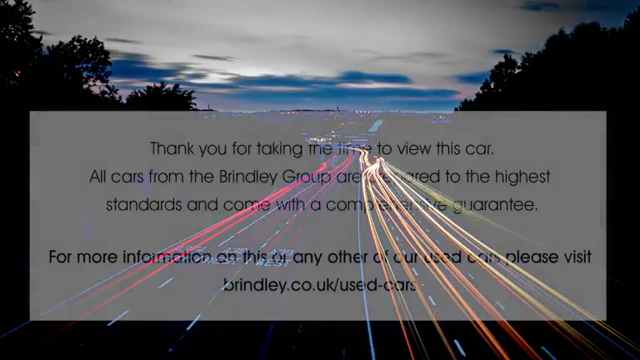 Thank you for taking the time to view this car.
All cars from the Brindley Group are prepared to the highest
standards and come with a comprehensive guarantee.
For more information on this or any other of our used cars please visit
brindley.co.uk/used-cars